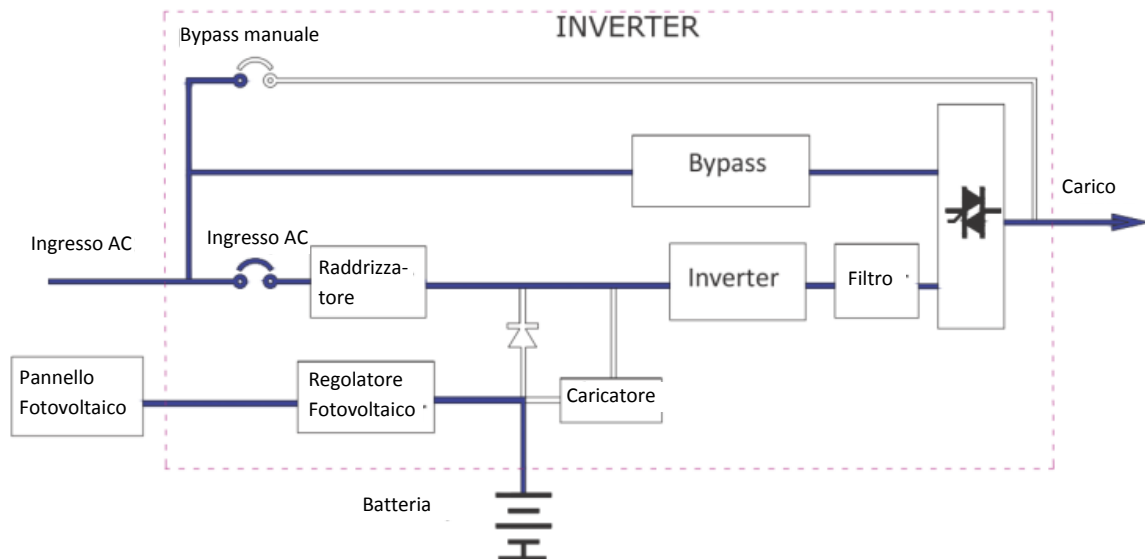 INVERTER
Bypass manuale
Bypass
Carico
Ingresso AC
Ingresso AC
Raddrizza-
tore
Inverter
Filtro
Pannello
Fotovoltaico
Regolatore
Fotovoltaico
Caricatore
Batteria